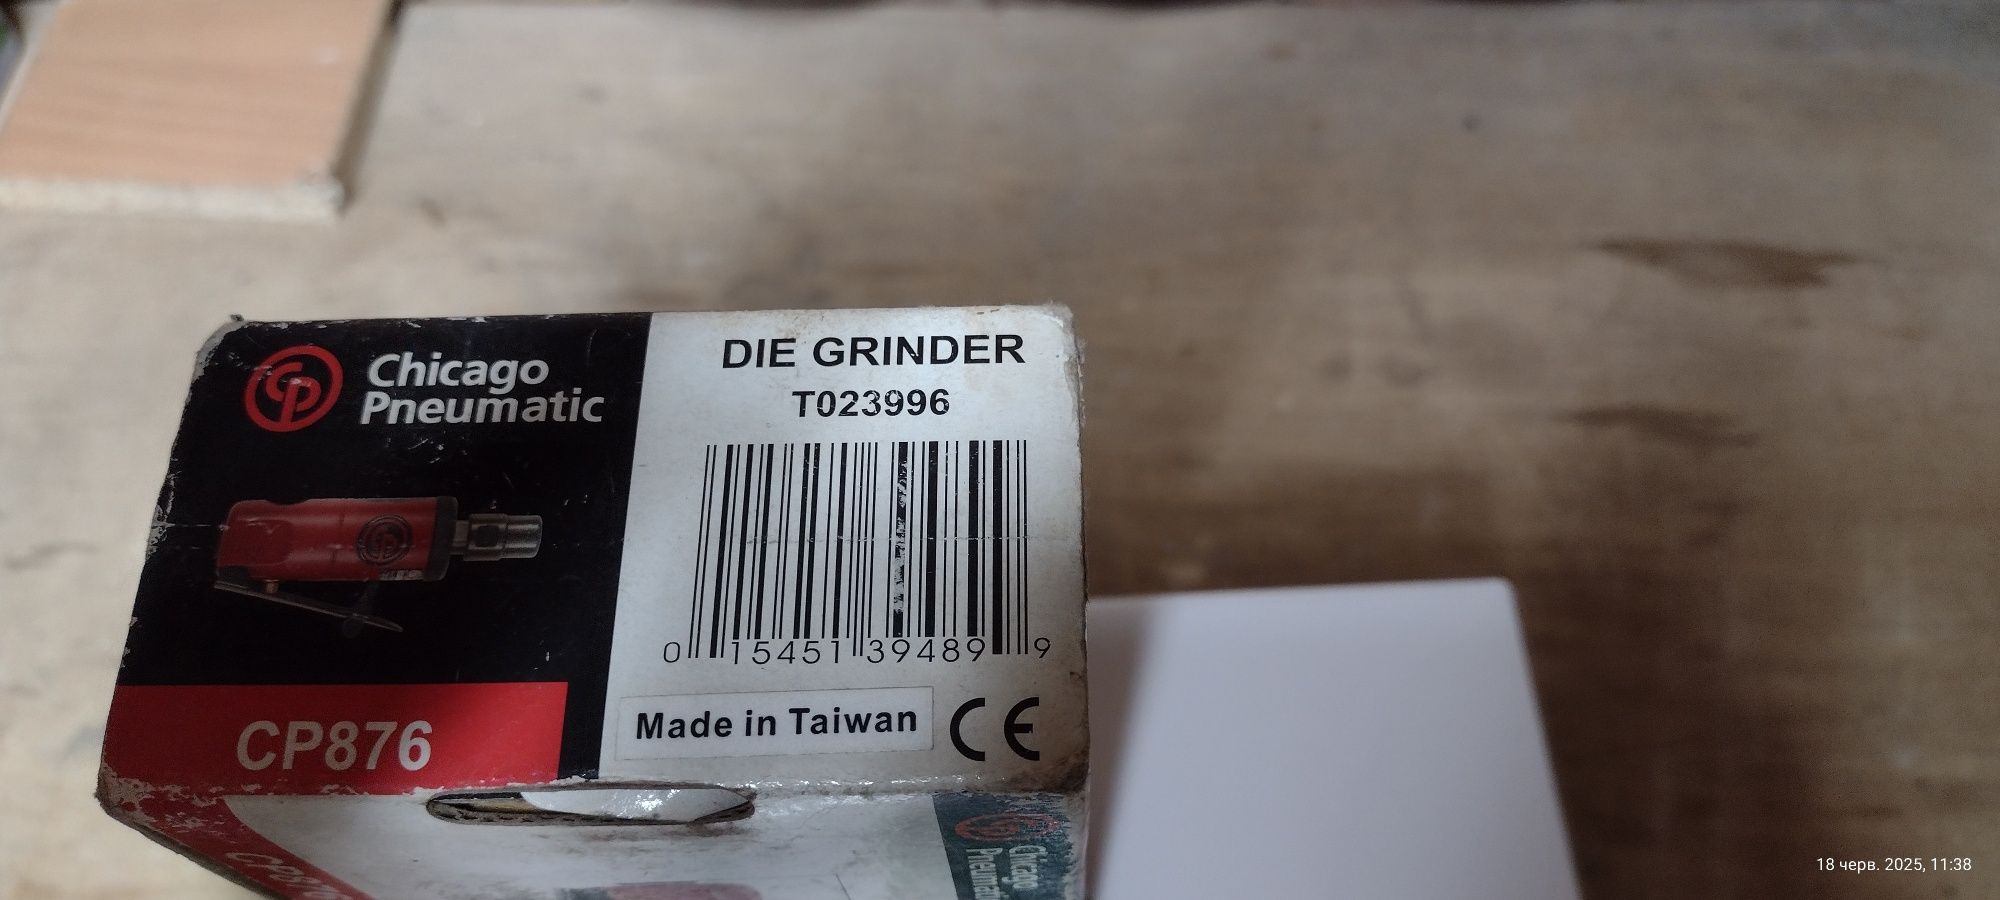 Chicago
Pneumatic
CP876
DIE GRINDER
T023996
0 15451 39489 9
Made in Taiwan CE
Chicago
18 черв. 2025, 11:38